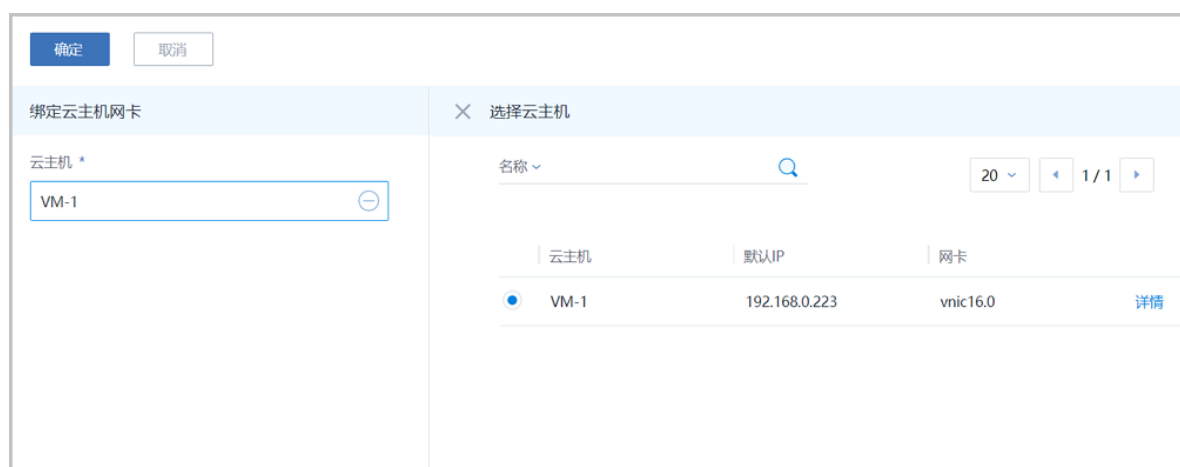 确定 取消
绑定云主机网卡
云主机 *
VM-1
选择云主机
名称
20 1 / 1
云主机 默认IP 网卡
VM-1 192.168.0.223 vnic16.0 详情